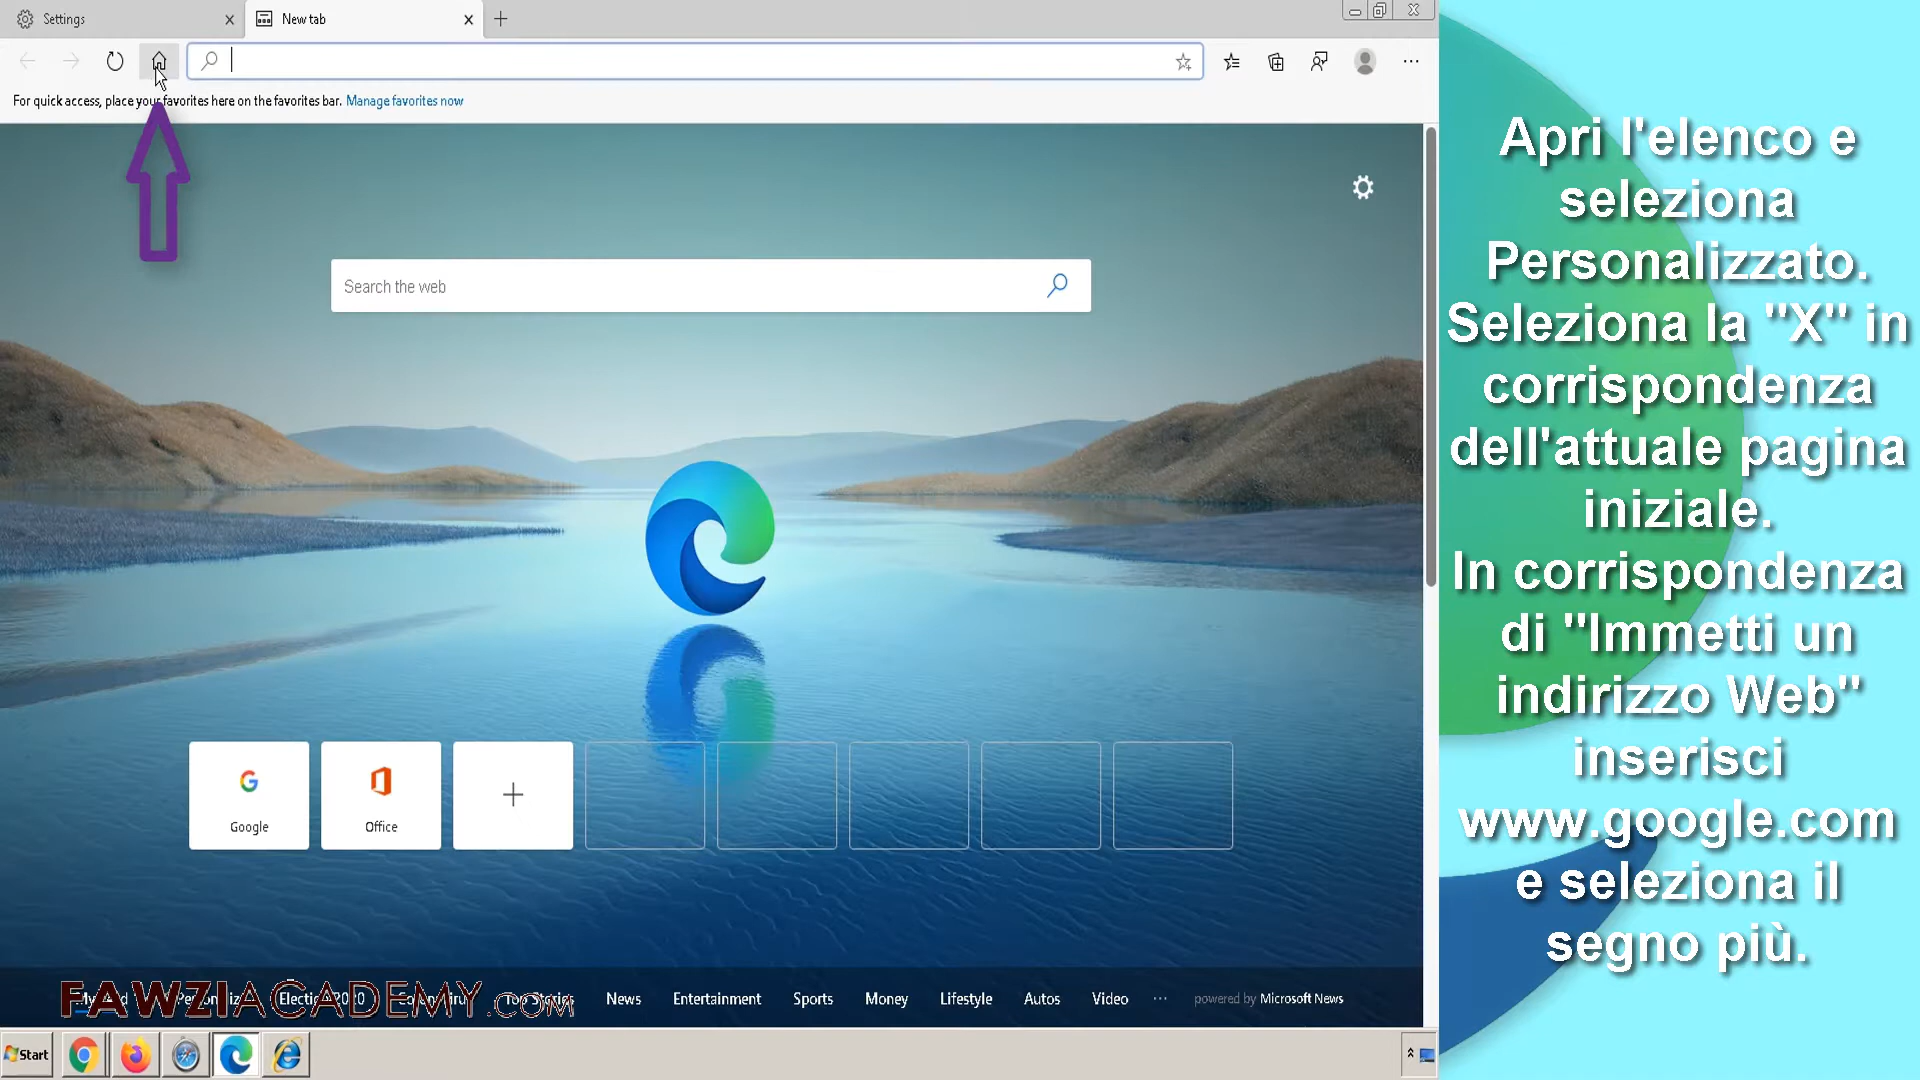 Settings
New tab
For quick access, place your favorites here on the favorites bar. Manage favorites now
Search the web
Google
Office
News Entertainment Sports Money Lifestyle Autos Video ... powered by Microsoft News
FAWZIACADEMY.COM
Start
Apri l'elenco e
seleziona
Personalizzato.
Seleziona la "X" in
corrispondenza
dell'attuale pagina
iniziale.
In corrispondenza
di "Immetti un
indirizzo Web"
inserisci
www.google.com
e seleziona il
segno più.